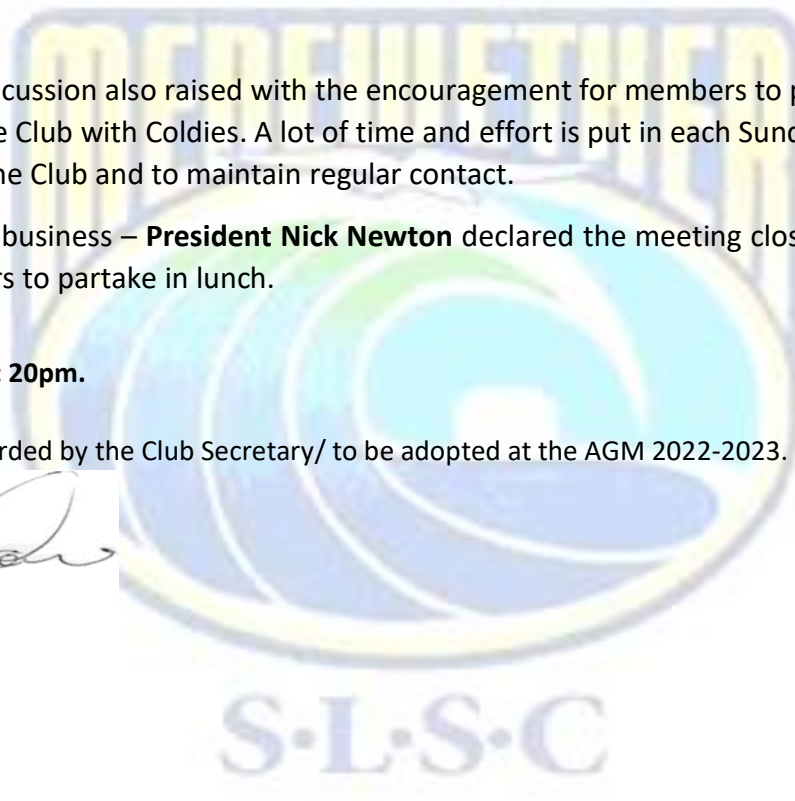 MEREWETHER
cussion also raised with the encouragement for members to p
e Club with Coldies. A lot of time and effort is put in each Sund
ne Club and to maintain regular contact.
business – President Nick Newton declared the meeting clos
rs to partake in lunch.
: 20pm.
rded by the Club Secretary/ to be adopted at the AGM 2022-2023.
S·L·S·C